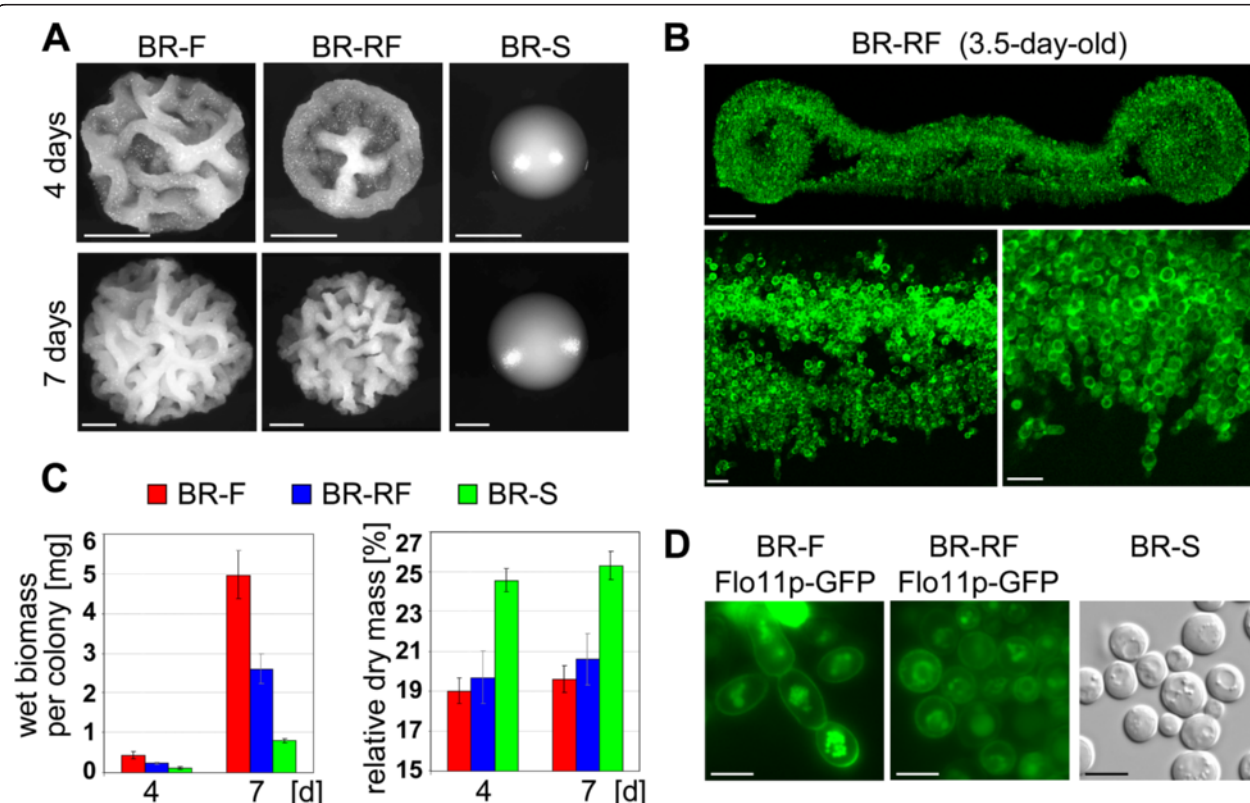 A
BR-F BR-RF BR-S
4 days
7 days
B
BR-RF (3.5-day-old)
C
BR-F BR-RF BR-S
wet biomass
per colony [mg]
6
5
4
3
2
1
0
4 7 [d]
relative dry mass [%]
27
25
23
21
19
17
15
4 7 [d]
D
BR-F BR-RF BR-S
Flo11p-GFP Flo11p-GFP